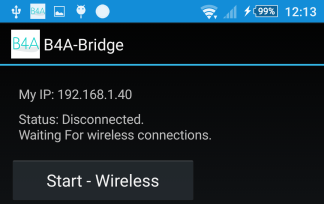 B4A
99%
12:13
B4A
B4A-Bridge
My IP: 192.168.1.40
Status: Disconnected.
Waiting For wireless connections.
Start - Wireless